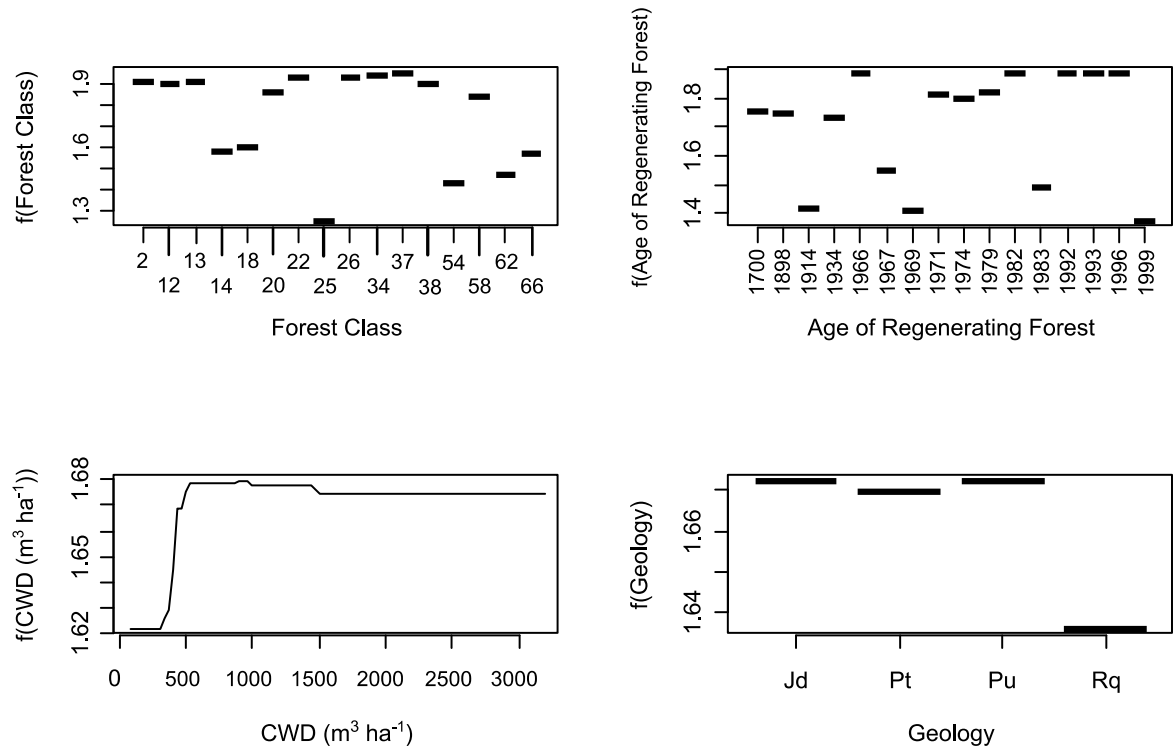 f(Forest Class)
1.9
1.6
1.3
2 13 18 22 26 37 54 62
12 14 20 25 34 38 58 66
Forest Class
f(Age of Regenerating Forest)
1.8
1.6
1.4
1700 1898 1914 1934 1966 1967 1969 1971 1974 1979 1982 1983 1992 1993 1996 1999
Age of Regenerating Forest
f(CWD (m³ ha⁻¹))
1.68
1.65
1.62
0 500 1000 1500 2000 2500 3000
CWD (m³ ha⁻¹)
f(Geology)
1.66
1.64
Jd Pt Pu Rq
Geology